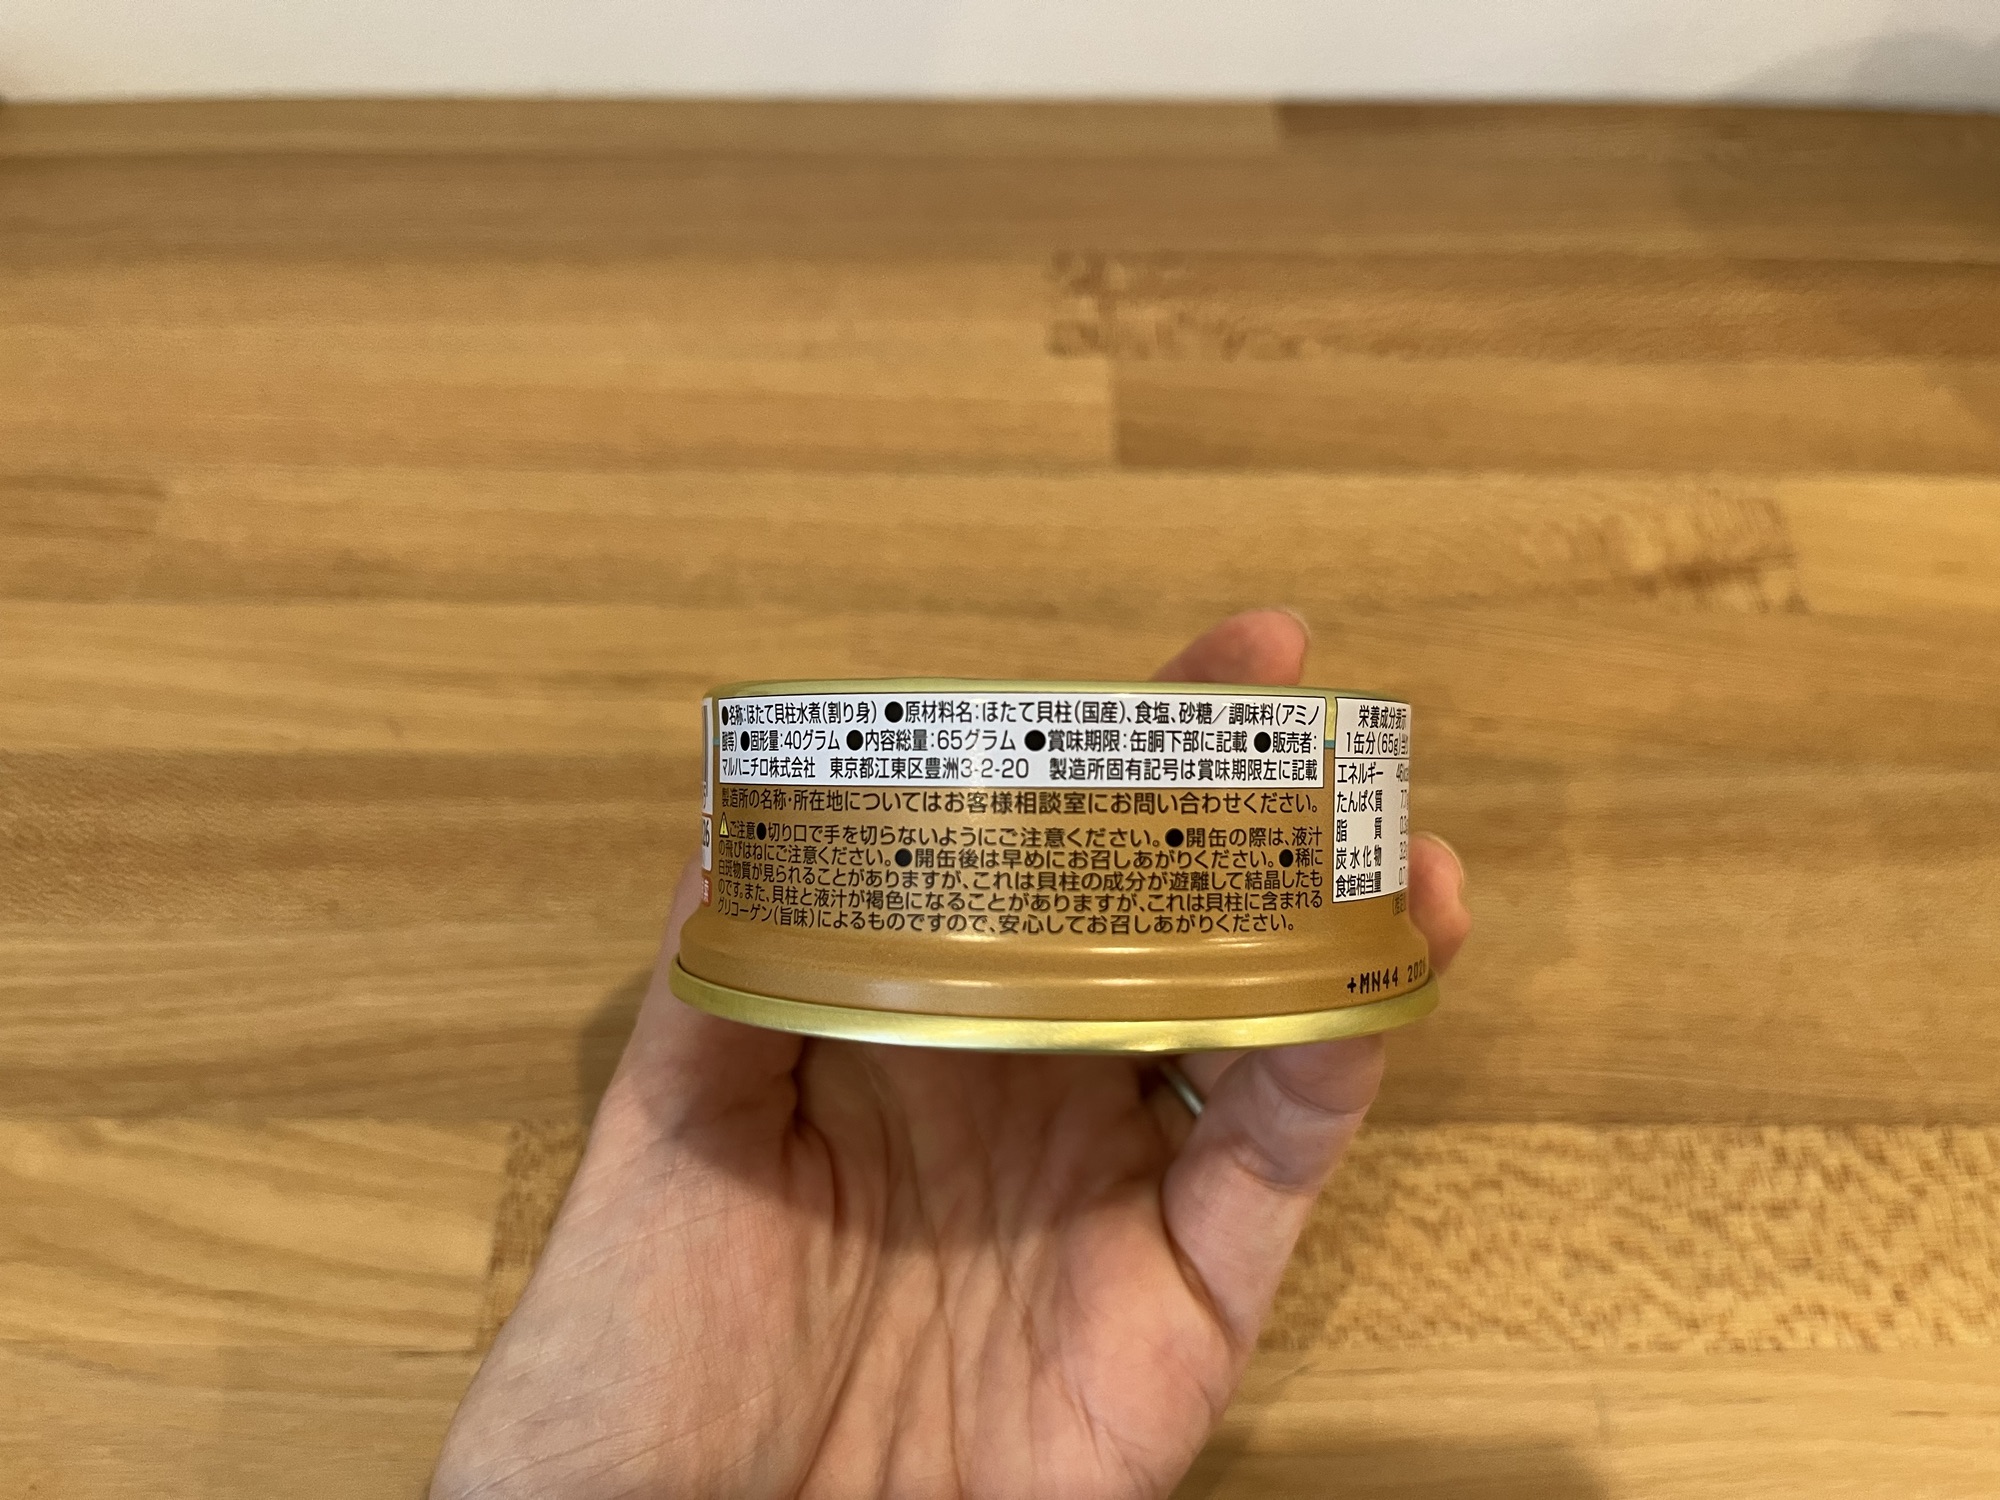 ●名称:ほたて貝柱水煮(割り身) ●原材料名:ほたて貝柱(国産)、食塩、砂糖／調味料(アミノ
酸等) ●固形量:40グラム ●内容総量:65グラム ●賞味期限:缶胴下部に記載 ●販売者:
マルハニチロ株式会社 東京都江東区豊洲3-2-20 製造所固有記号は賞味期限左に記載
製造所の名称・所在地についてはお客様相談室にお問い合わせください。
⚠ご注意●切り口で手を切らないようにご注意ください。●開缶の際は、液汁
の飛びはねにご注意ください。●開缶後は早めにお召しあがりください。●稀に
白斑物質が見られることがありますが、これは貝柱の成分が遊離して結晶したも
のです。また、貝柱と液汁が褐色になることがありますが、これは貝柱に含まれる
グリコーゲン(旨味)によるものですので、安心してお召しあがりください。
栄養成分表示
1缶分(65g)
エネルギー
たんぱく質
脂質
炭水化物
食塩相当量
+MN44 202